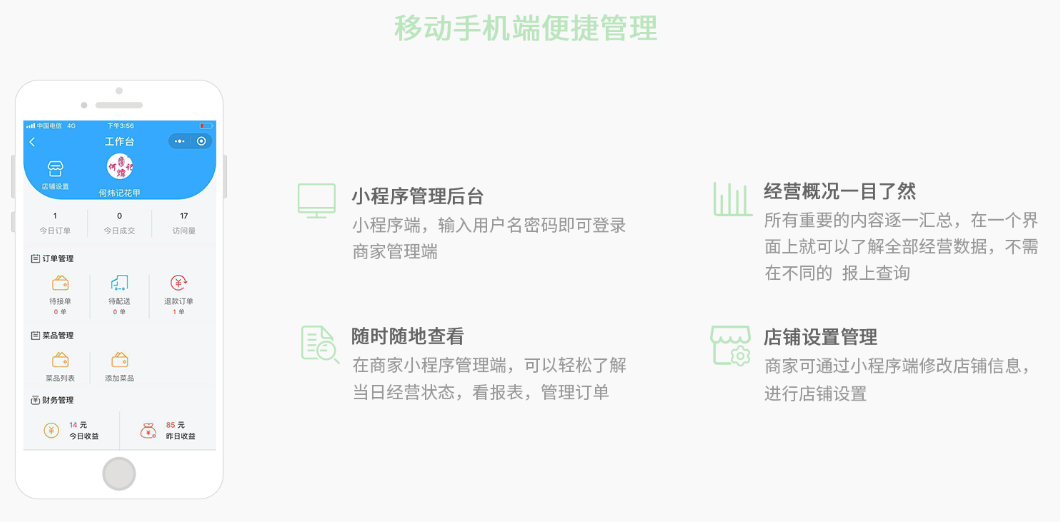 移动手机端便捷管理
中国电信 4G 下午3:56
工作台
何炜记
店铺设置
何炜记花甲
1 0 17
今日订单 今日成交 访问量
订单管理
待接单 待配送 退款订单
0 单 0 单 1 单
菜品管理
菜品列表 添加菜品
财务管理
14 元 85 元
今日收益 昨日收益
小程序管理后台
小程序端，输入用户名密码即可登录
商家管理端
经营概况一目了然
所有重要的内容逐一汇总，在一个界
面上就可以了解全部经营数据，不需
在不同的 报上查询
随时随地查看
在商家小程序管理端，可以轻松了解
当日经营状态，看报表，管理订单
店铺设置管理
商家可通过小程序端修改店铺信息，
进行店铺设置